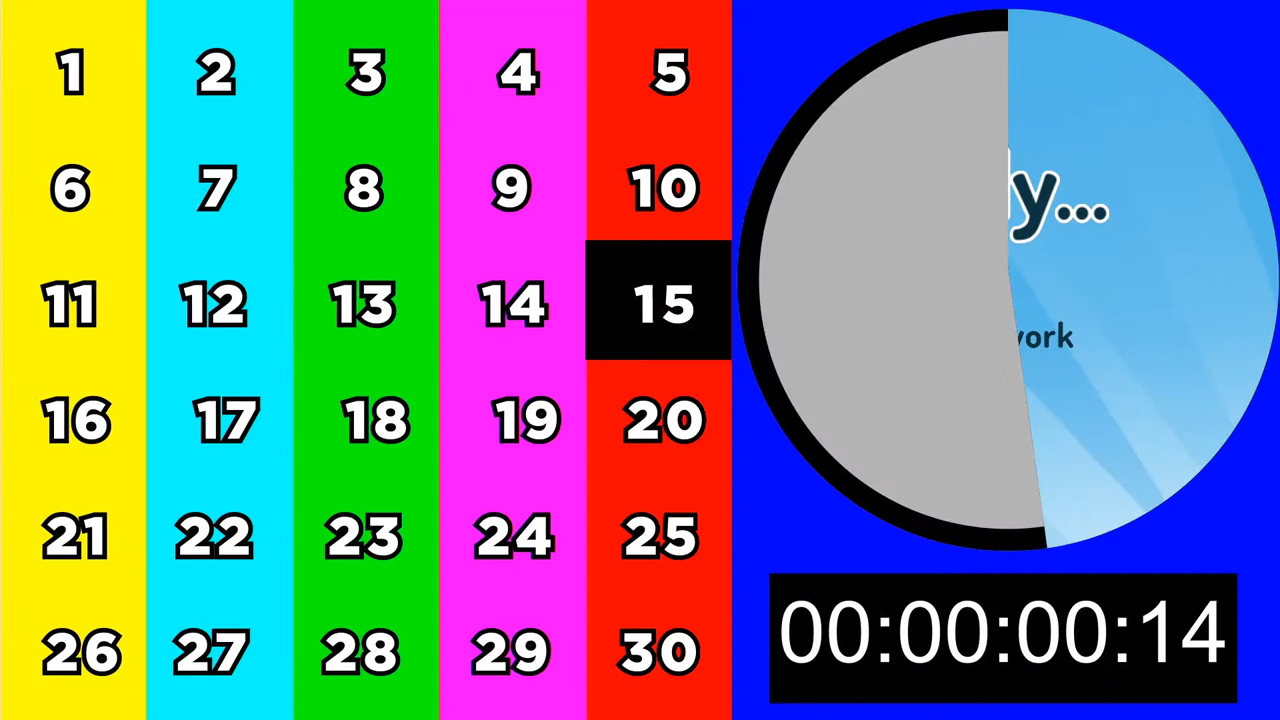 1 2 3 4 5
6 7 8 9 10
11 12 13 14 15
16 17 18 19 20
21 22 23 24 25
26 27 28 29 30
y...
work
00:00:00:14